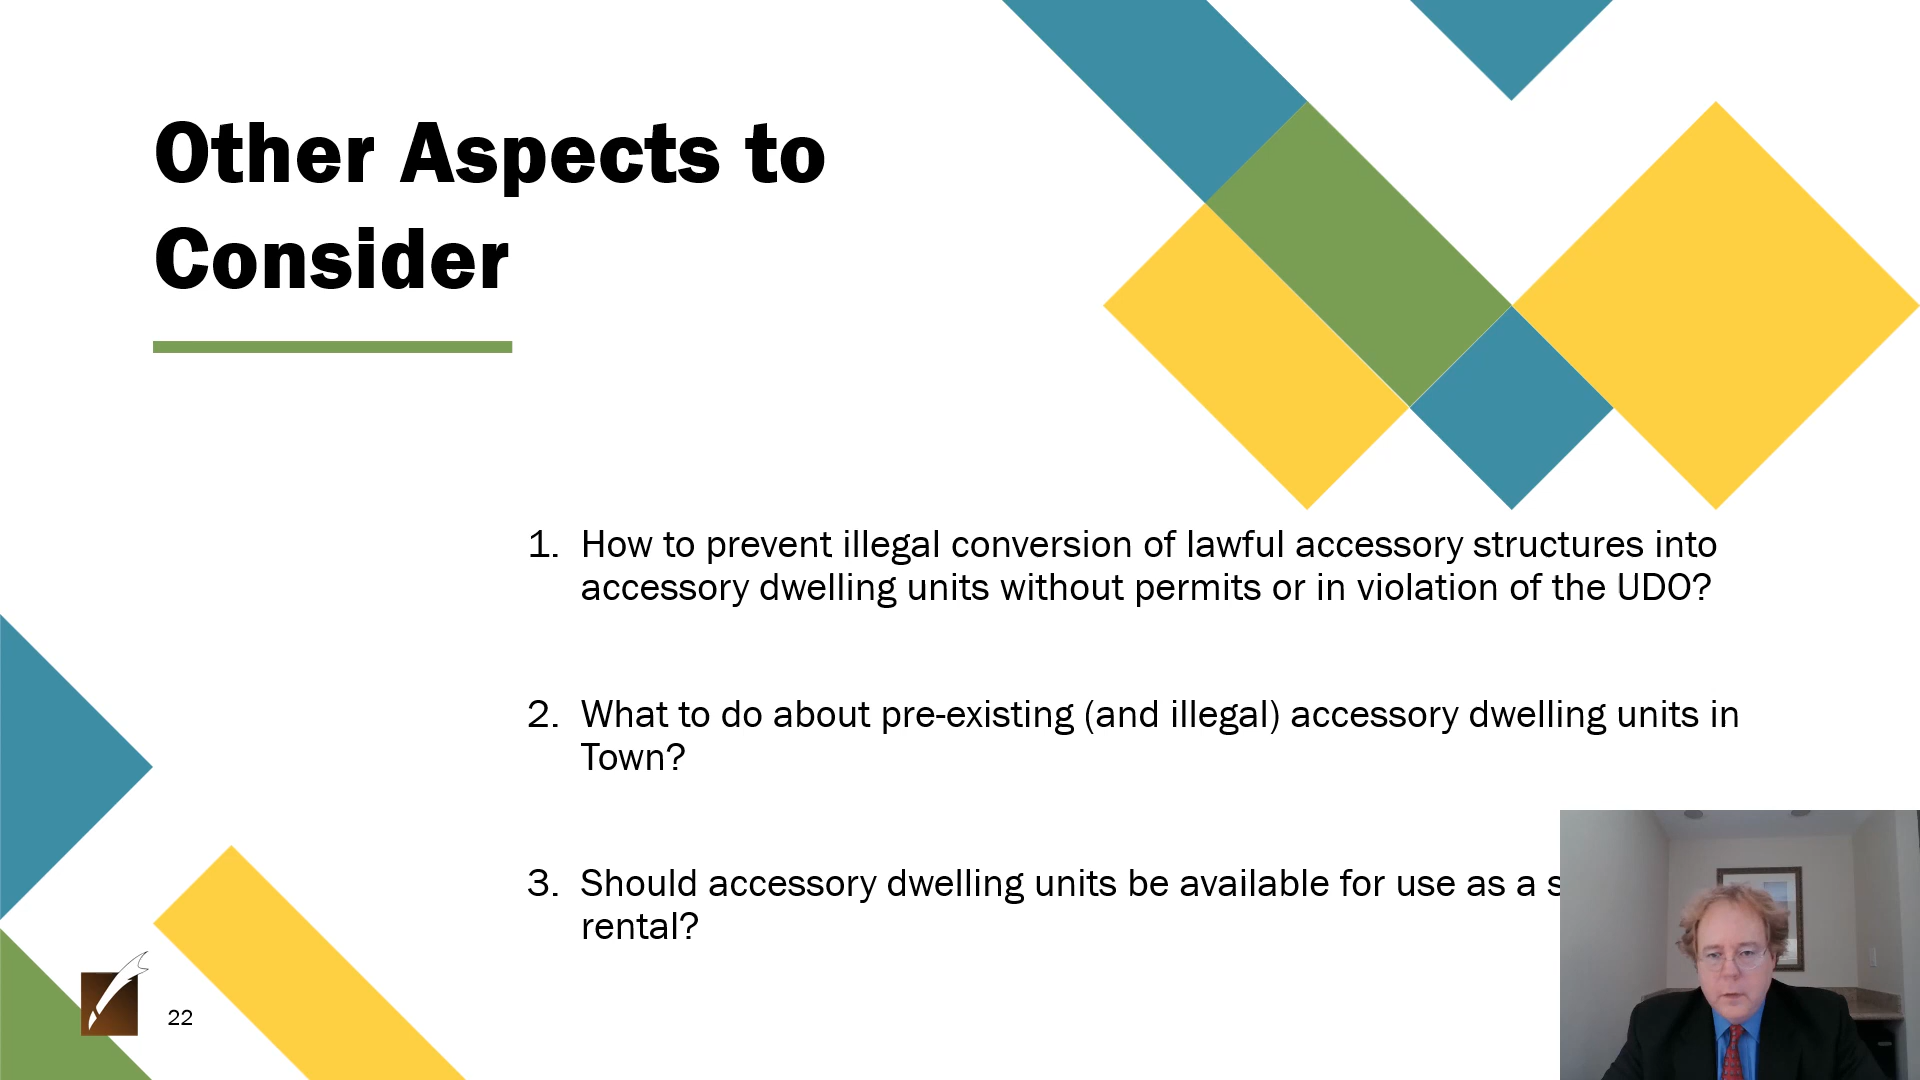 Other Aspects to
Consider
1. How to prevent illegal conversion of lawful accessory structures into
accessory dwelling units without permits or in violation of the UDO?
2. What to do about pre-existing (and illegal) accessory dwelling units in
Town?
3. Should accessory dwelling units be available for use as a
rental?
22